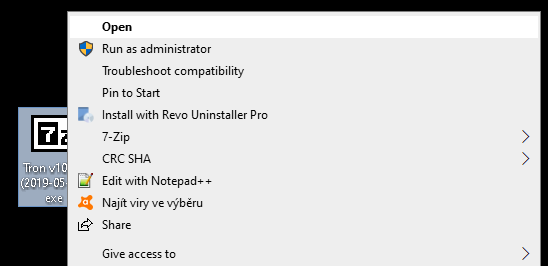 Open
Run as administrator
Troubleshoot compatibility
Pin to Start
Install with Revo Uninstaller Pro
7-Zip
CRC SHA
Edit with Notepad++
Najít viry ve výběru
Share
Give access to
7z
Tron v10
(2019-05-
exe